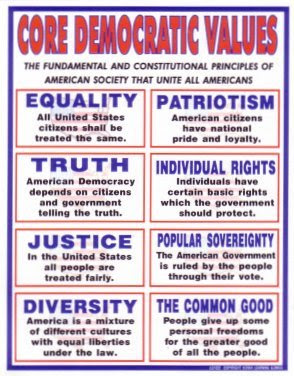 CORE DEMOCRATIC VALUES
THE FUNDAMENTAL AND CONSTITUTIONAL PRINCIPLES OF
AMERICAN SOCIETY THAT UNITE ALL AMERICANS
EQUALITY
All United States
citizens shall be
treated the same.
PATRIOTISM
American citizens
have national
pride and loyalty.
TRUTH
American Democracy
depends on citizens
and government
telling the truth.
INDIVIDUAL RIGHTS
Individuals have
certain basic rights
which the government
should protect.
JUSTICE
In the United States
all people are
treated fairly.
POPULAR SOVEREIGNTY
The American Government
is ruled by the people
through their vote.
DIVERSITY
America is a mixture
of different cultures
with equal liberties
under the law.
THE COMMON GOOD
People give up some
personal freedoms
for the greater good
of all the people.